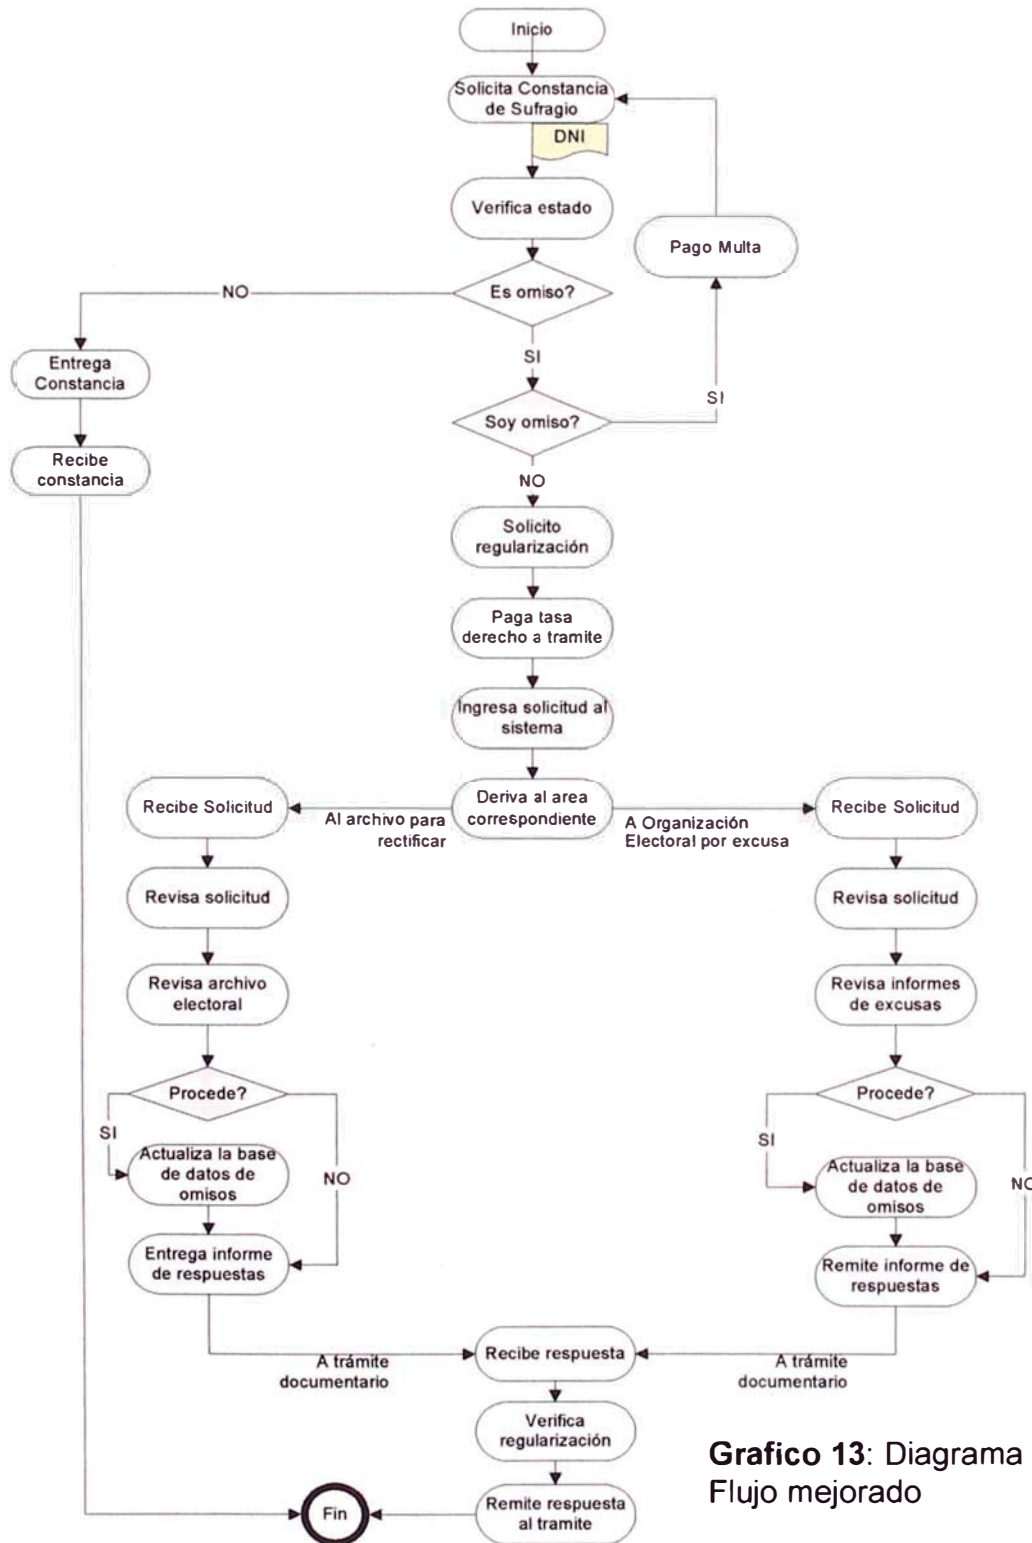 Inicio
Solicita Constancia
de Sufragio
DNI
Verifica estado
Pago Multa
Es omiso?
NO
SI
Entrega
Constancia
Soy omiso?
SI
Recibe
constancia
NO
Solicito
regularización
Paga tasa
derecho a tramite
Ingresa solicitud al
sistema
Recibe Solicitud
Al archivo para
rectificar
Deriva al area
correspondiente
A Organización
Electoral por excusa
Recibe Solicitud
Revisa solicitud
Revisa solicitud
Revisa archivo
electoral
Revisa informes
de excusas
Procede?
Procede?
SI
Actualiza la base
de datos de
omisos
NO
SI
Actualiza la base
de datos de
omisos
NO
Entrega informe
de respuestas
Remite informe de
respuestas
A trámite
documentario
Recibe respuesta
A trámite
documentario
Verifica
regularización
Grafico 13: Diagrama
Flujo mejorado
Fin
Remite respuesta
al tramite